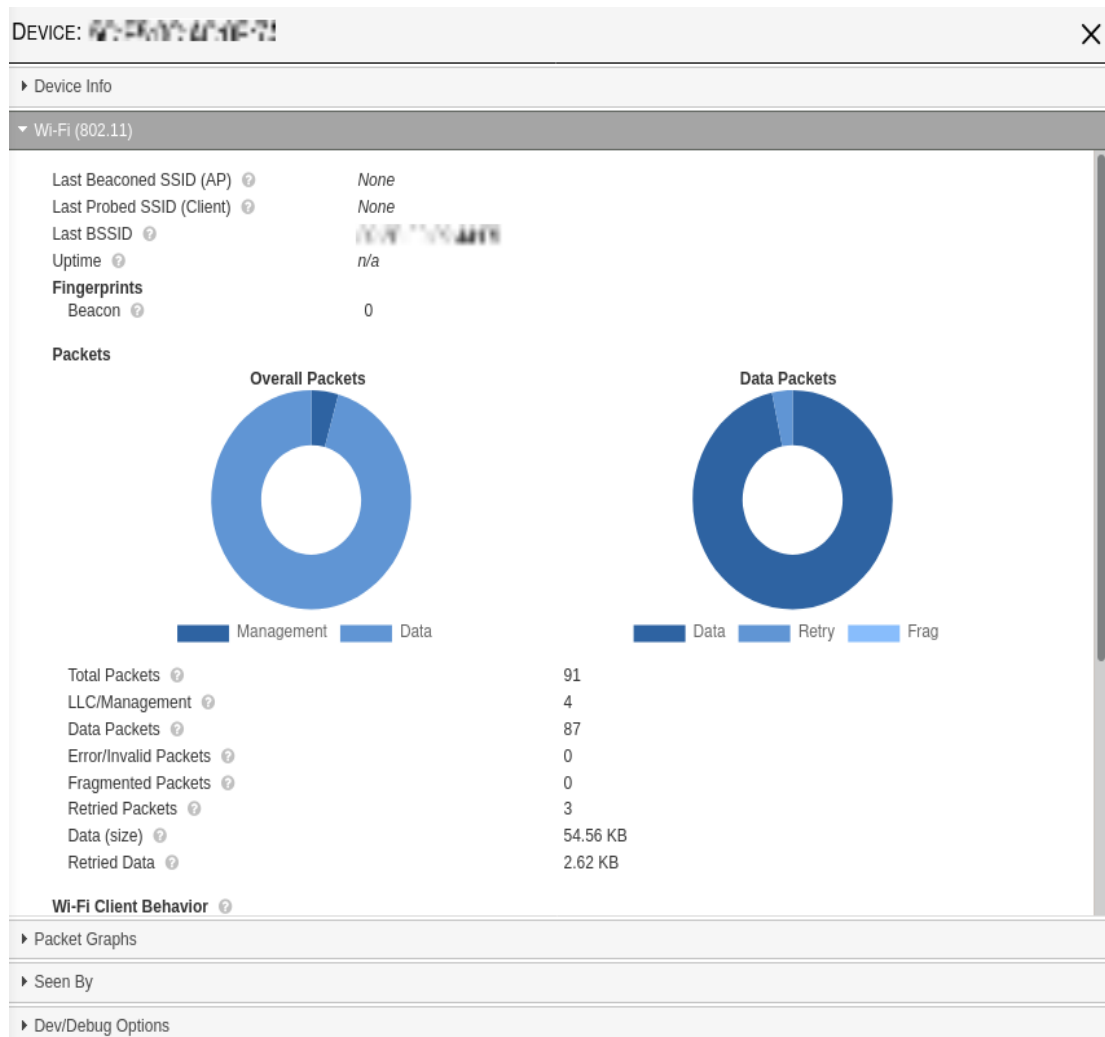 DEVICE:
Device Info
Wi-Fi (802.11)
Last Beaconed SSID (AP) None
Last Probed SSID (Client) None
Last BSSID
Uptime n/a
Fingerprints
Beacon 0
Packets
Overall Packets Data Packets
Management Data Data Retry Frag
Total Packets 91
LLC/Management 4
Data Packets 87
Error/Invalid Packets 0
Fragmented Packets 0
Retried Packets 3
Data (size) 54.56 KB
Retried Data 2.62 KB
Wi-Fi Client Behavior
Packet Graphs
Seen By
Dev/Debug Options